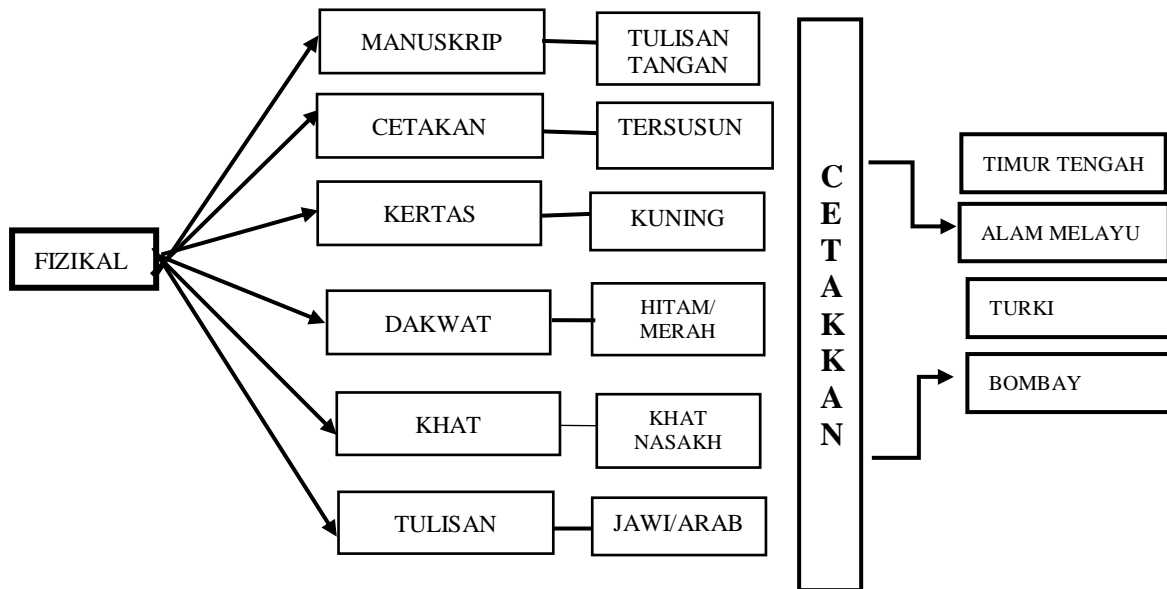 FIZIKAL
MANUSKRIP
TULISAN
TANGAN
CETAKAN
TERSUSUN
KERTAS
KUNING
DAKWAT
HITAM/
MERAH
KHAT
KHAT
NASAKH
TULISAN
JAWI/ARAB
C
E
T
A
K
K
A
N
TIMUR TENGAH
ALAM MELAYU
TURKI
BOMBAY